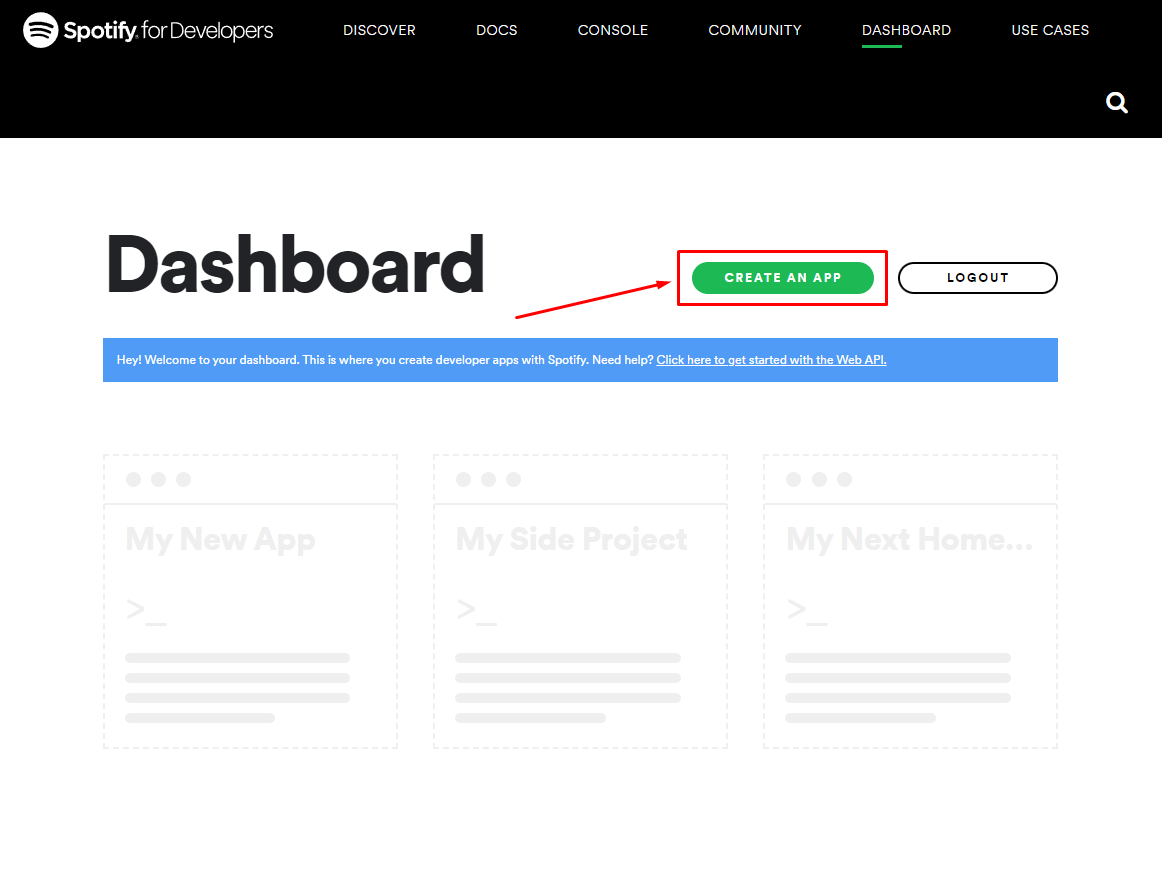 Spotify for Developers
DISCOVER
DOCS
CONSOLE
COMMUNITY
DASHBOARD
USE CASES
Dashboard
CREATE AN APP
LOGOUT
Hey! Welcome to your dashboard. This is where you create developer apps with Spotify. Need help? Click here to get started with the Web API.
My New App
>_
My Side Project
>_
My Next Home...
>_